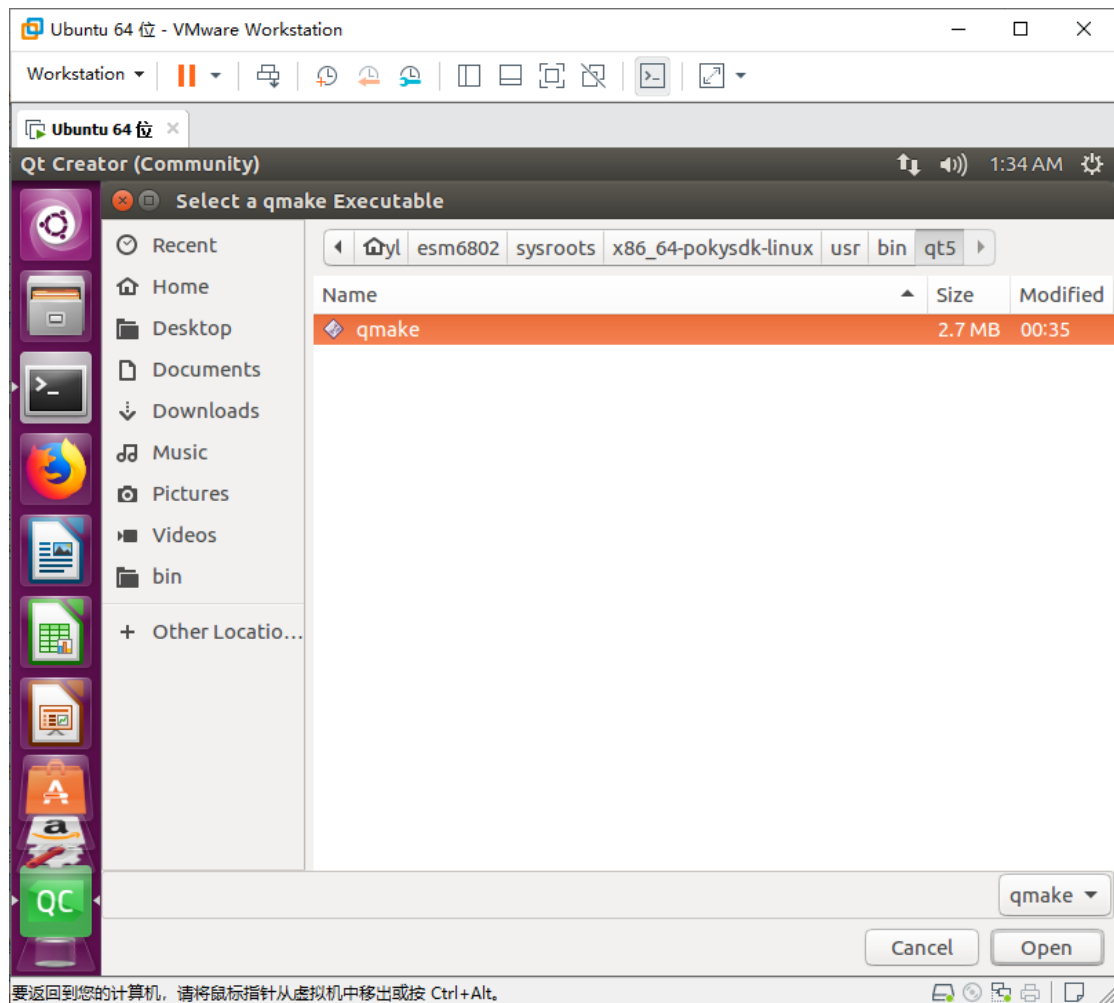 Ubuntu 64 位 - VMware Workstation
Workstation
Ubuntu 64 位
Qt Creator (Community) 1:34 AM
Select a qmake Executable
Recent
Home
Desktop
Documents
Downloads
Music
Pictures
Videos
bin
Other Locatio...
yl esm6802 sysroots x86_64-pokysdk-linux usr bin qt5
Name Size Modified
qmake 2.7 MB 00:35
a
QC
qmake
Cancel Open
要返回到您的计算机，请将鼠标指针从虚拟机中移出或按 Ctrl+Alt。